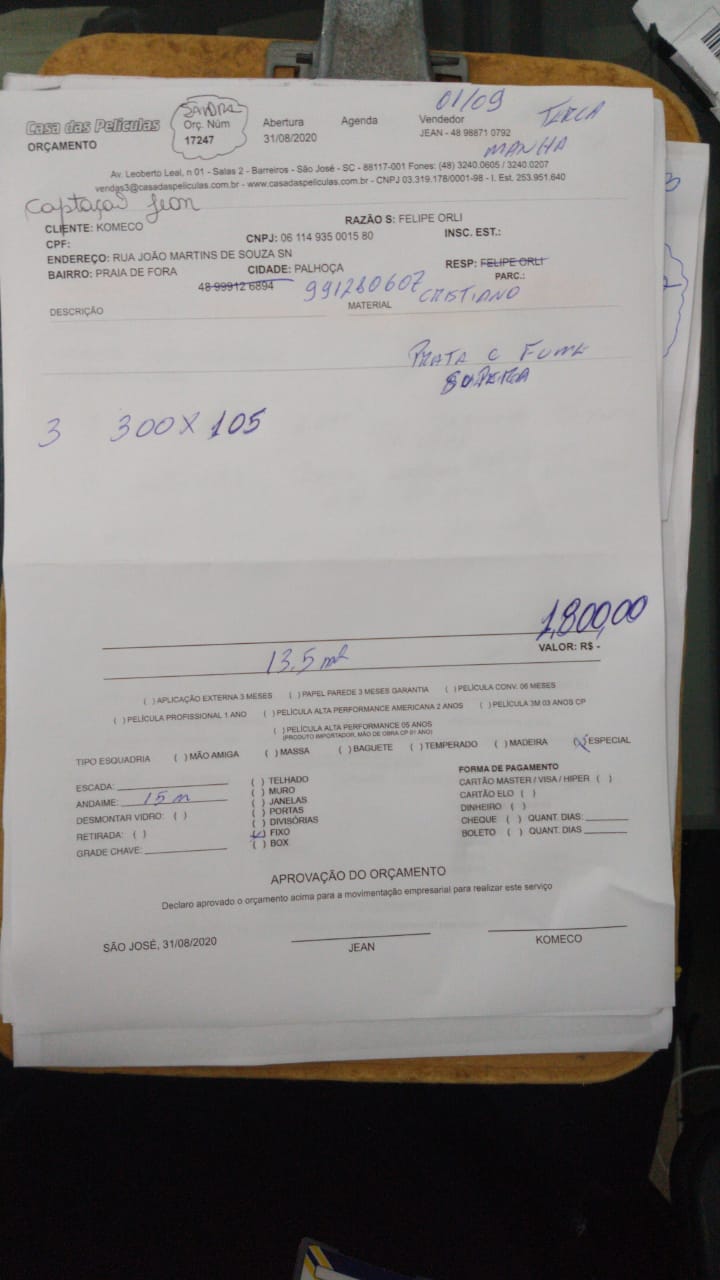 01/09
TERÇA
MANHA
SANDRA
Casa das Películas
ORÇAMENTO
Orç. Núm
17247
Abertura
31/08/2020
Agenda
Vendedor
JEAN - 48 98871 0792
Av. Leoberto Leal, n 01 - Salas 2 - Barreiros - São José - SC - 88117-001 Fones: (48) 3240.0605 / 3240.0207
vendas3@casadaspeliculas.com.br - www.casadaspeliculas.com.br - CNPJ 03.319.178/0001-98 - I. Est. 253.951.640
Captação Jean
CLIENTE: KOMECO
RAZÃO S: FELIPE ORLI
CPF:
CNPJ: 06 114 935 0015 80
INSC. EST.:
ENDEREÇO: RUA JOÃO MARTINS DE SOUZA SN
BAIRRO: PRAIA DE FORA
CIDADE: PALHOÇA
RESP: FELIPE ORLI
PARC.:
48 99912 6894
991280607 CRISTIANO
DESCRIÇÃO
MATERIAL
PRATA C FUME
3 300 X 105
1,800,00
13.5 m²
VALOR: R$ -
( ) APLICAÇÃO EXTERNA 3 MESES ( ) PAPEL PAREDE 3 MESES GARANTIA ( ) PELÍCULA CONV. 06 MESES
( ) PELÍCULA PROFISSIONAL 1 ANO ( ) PELÍCULA ALTA PERFORMANCE AMERICANA 2 ANOS ( ) PELÍCULA 3M 03 ANOS CP
( ) PELÍCULA ALTA PERFORMANCE 05 ANOS
(PRODUTO IMPORTADOR, MÃO DE OBRA CP 01 ANO)
TIPO ESQUADRIA ( ) MÃO AMIGA ( ) MASSA ( ) BAGUETE ( ) TEMPERADO ( ) MADEIRA (X) ESPECIAL
ESCADA:
ANDAIME: 15 m
DESMONTAR VIDRO: ( )
RETIRADA: ( )
GRADE CHAVE:
( ) TELHADO
( ) MURO
( ) JANELAS
( ) PORTAS
( ) DIVISÓRIAS
(x) FIXO
( ) BOX
FORMA DE PAGAMENTO
CARTÃO MASTER / VISA / HIPER ( )
CARTÃO ELO ( )
DINHEIRO ( )
CHEQUE ( ) QUANT. DIAS:
BOLETO ( ) QUANT. DIAS
APROVAÇÃO DO ORÇAMENTO
Declaro aprovado o orçamento acima para a movimentação empresarial para realizar este serviço
SÃO JOSÉ, 31/08/2020
JEAN
KOMECO